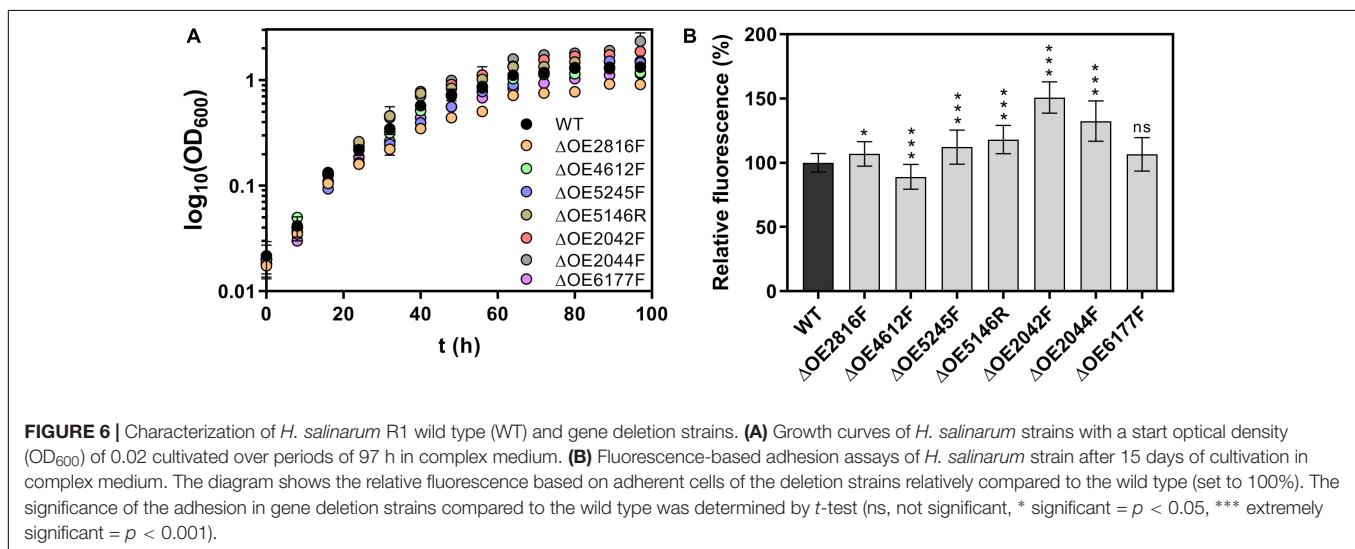 A
log10(OD600)
1
0.1
0.01
0
20
40
60
80
100
t (h)
WT
ΔOE2816F
ΔOE4612F
ΔOE5245F
ΔOE5146R
ΔOE2042F
ΔOE2044F
ΔOE6177F
B
Relative fluorescence (%)
200
150
100
50
0
*
***
***
***
***
***
ns
WT
ΔOE2816F
ΔOE4612F
ΔOE5245F
ΔOE5146R
ΔOE2042F
ΔOE2044F
ΔOE6177F
FIGURE 6 | Characterization of H. salinarum R1 wild type (WT) and gene deletion strains. (A) Growth curves of H. salinarum strains with a start optical density
(OD600) of 0.02 cultivated over periods of 97 h in complex medium. (B) Fluorescence-based adhesion assays of H. salinarum strain after 15 days of cultivation in
complex medium. The diagram shows the relative fluorescence based on adherent cells of the deletion strains relatively compared to the wild type (set to 100%). The
significance of the adhesion in gene deletion strains compared to the wild type was determined by t-test (ns, not significant, * significant = p < 0.05, *** extremely
significant = p < 0.001).